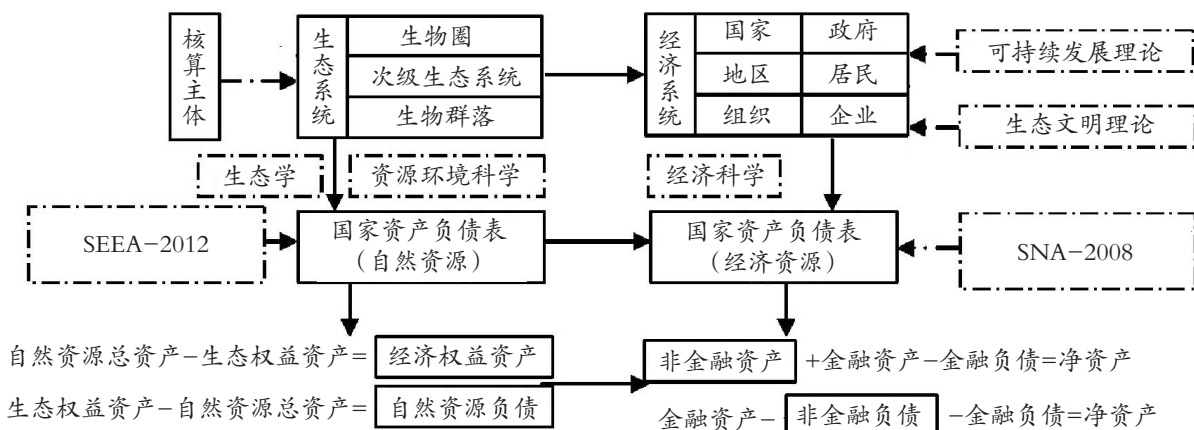 核算主体
生态系统
生物圈
次级生态系统
生物群落
经济系统
国家 政府
地区 居民
组织 企业
可持续发展理论
生态文明理论
生态学
资源环境科学
经济科学
SEEA-2012
国家资产负债表
（自然资源）
国家资产负债表
（经济资源）
SNA-2008
自然资源总资产-生态权益资产= 经济权益资产
非金融资产 +金融资产-金融负债=净资产
生态权益资产-自然资源总资产= 自然资源负债
金融资产- 非金融负债 -金融负债=净资产